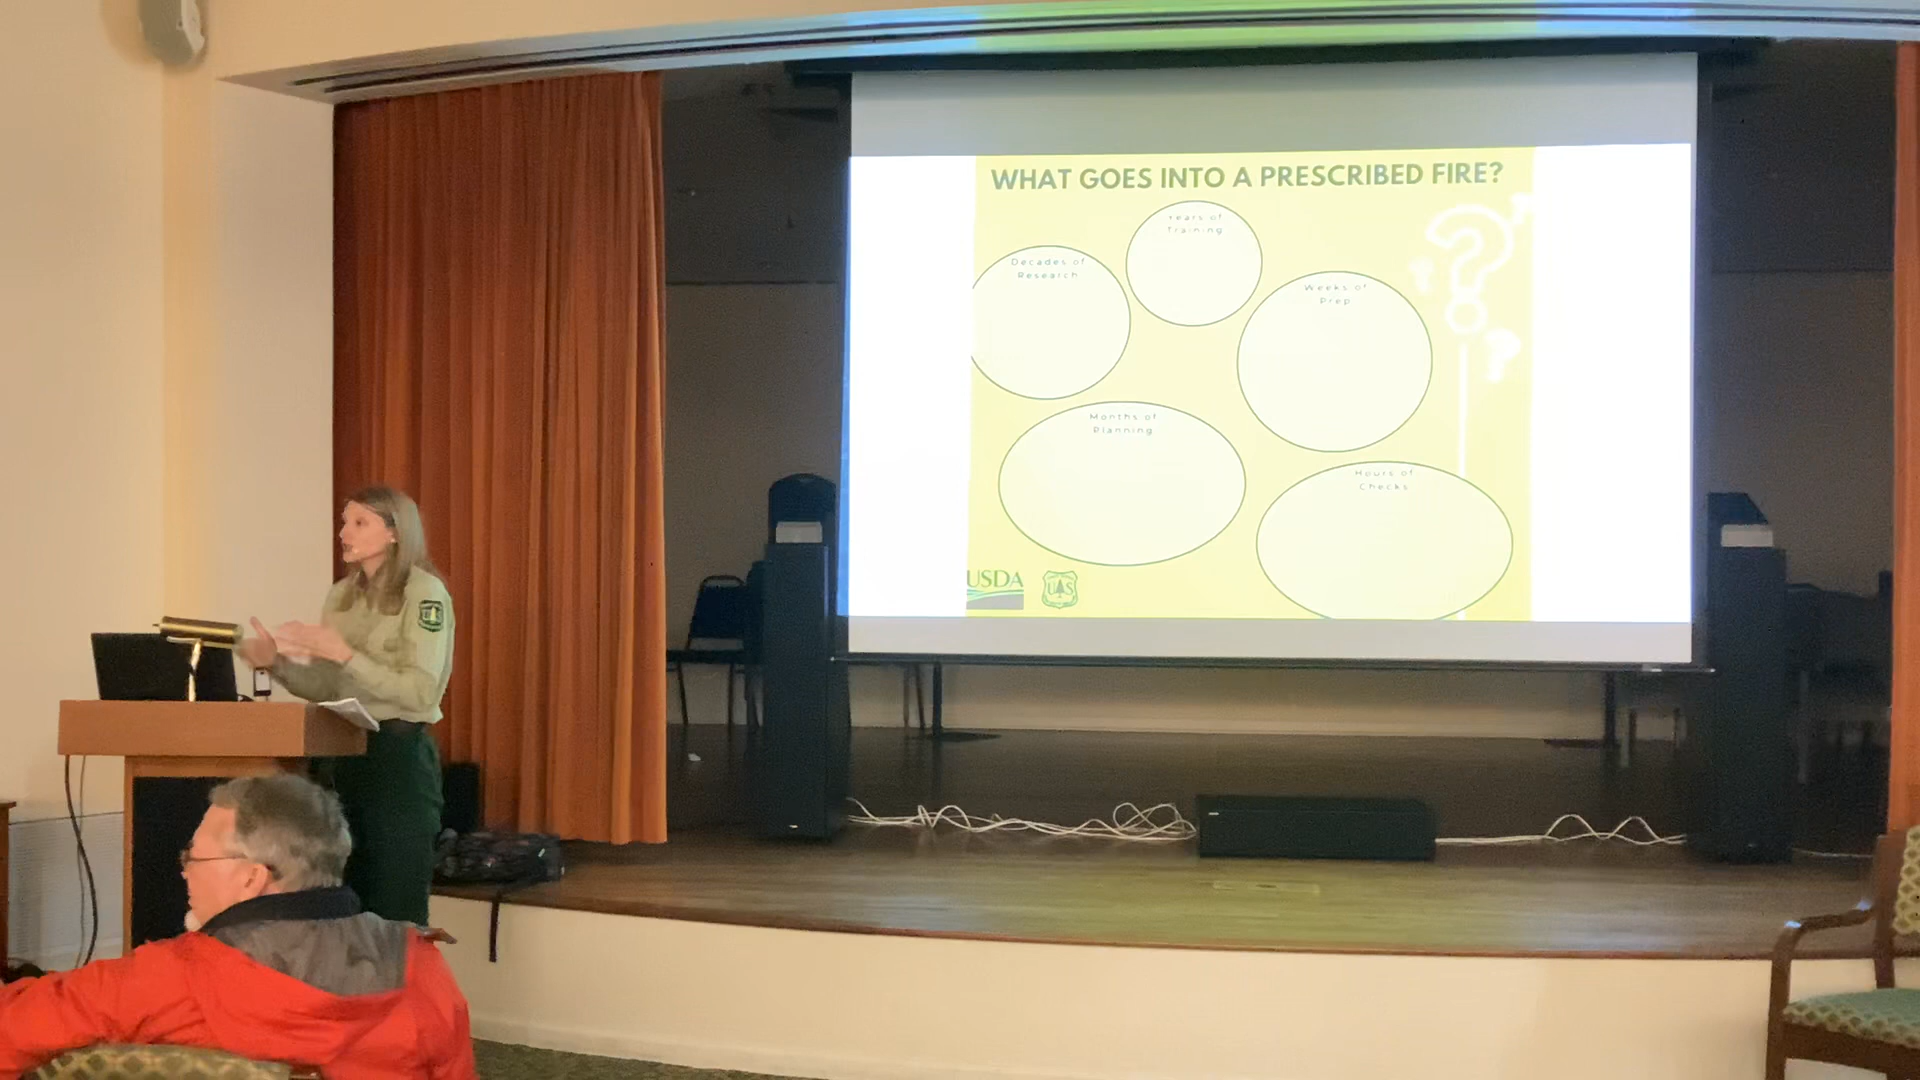 WHAT GOES INTO A PRESCRIBED FIRE?
Years of
Training
Decades of
Research
Weeks of
Prep
Months of
Planning
Hours of
Checks
USDA
U S